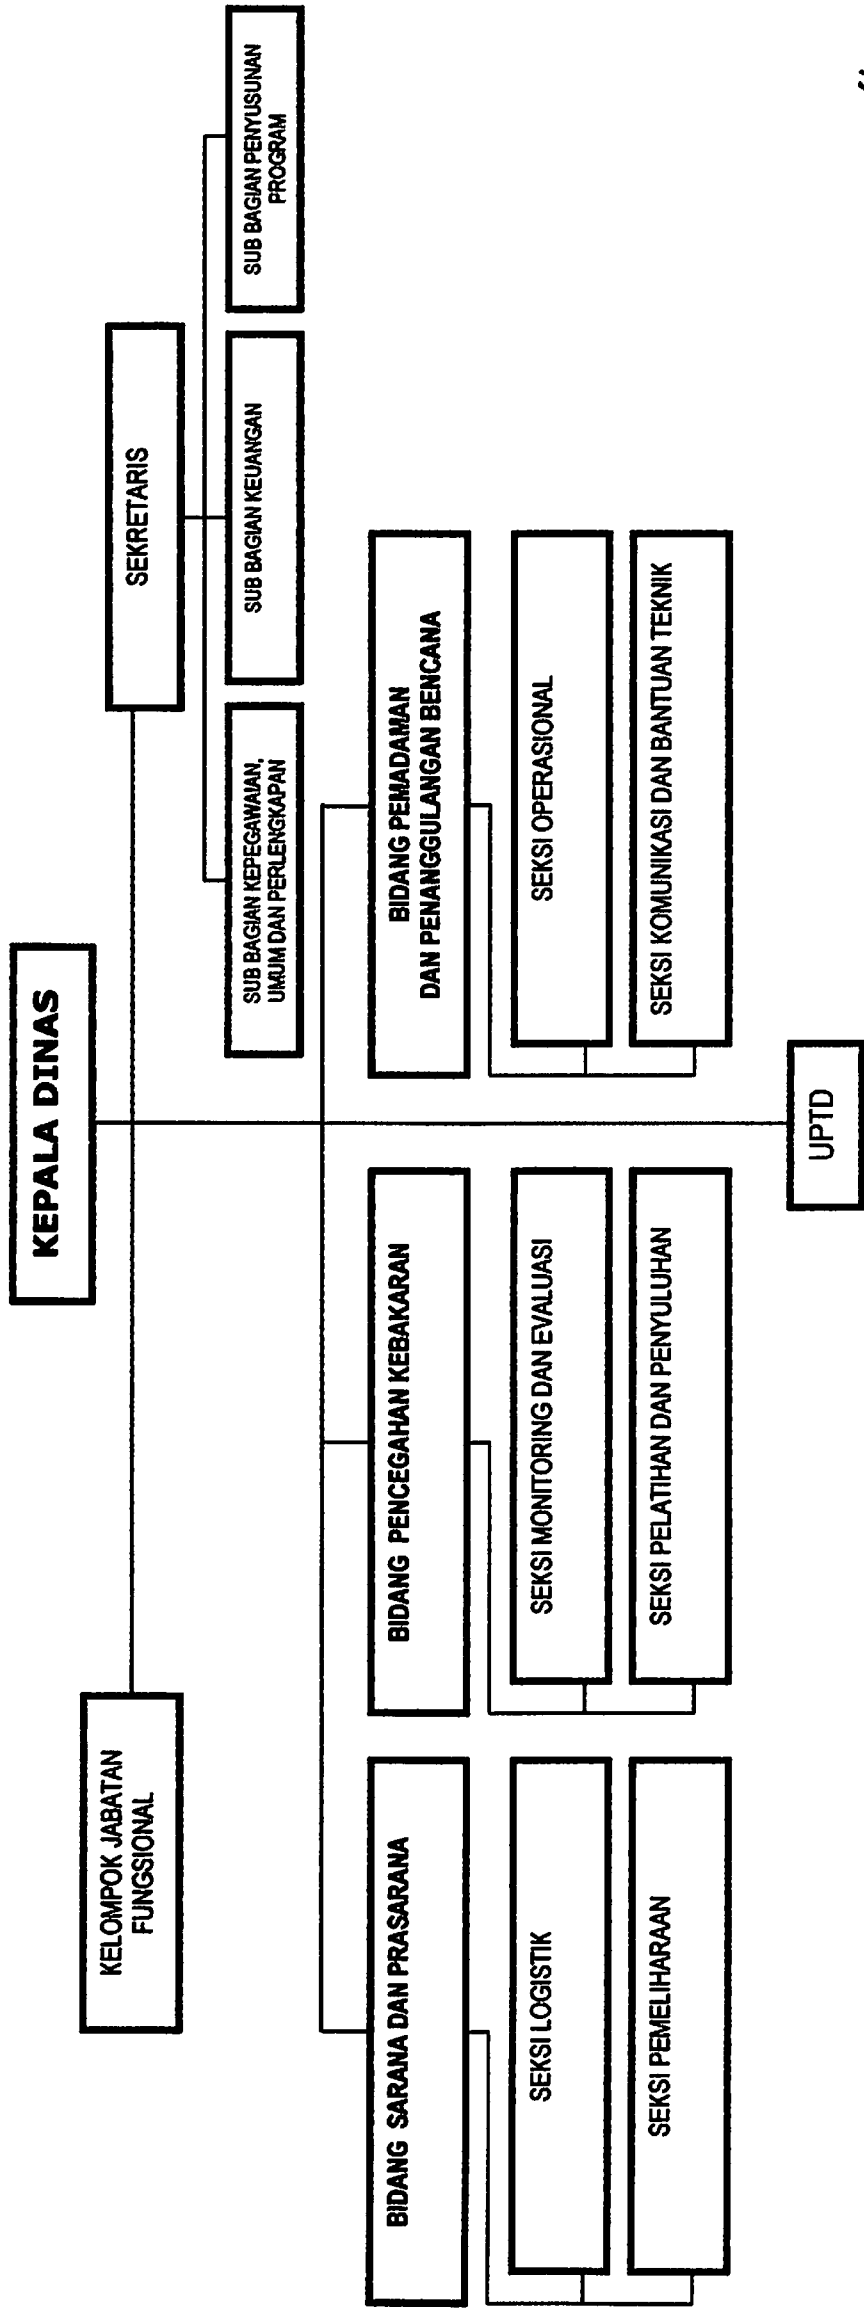 KEPALA DINAS
KELOMPOK JABATAN
FUNGSIONAL
SEKRETARIS
SUB BAGIAN KEPEGAWAIAN,
UMUM DAN PERLENGKAPAN
SUB BAGIAN KEUANGAN
SUB BAGIAN PENYUSUNAN
PROGRAM
BIDANG SARANA DAN PRASARANA
SEKSI LOGISTIK
SEKSI PEMELIHARAAN
BIDANG PENCEGAHAN KEBAKARAN
SEKSI MONITORING DAN EVALUASI
SEKSI PELATIHAN DAN PENYULUHAN
BIDANG PEMADAMAN
DAN PENANGGULANGAN BENCANA
SEKSI OPERASIONAL
SEKSI KOMUNIKASI DAN BANTUAN TEKNIK
UPTD